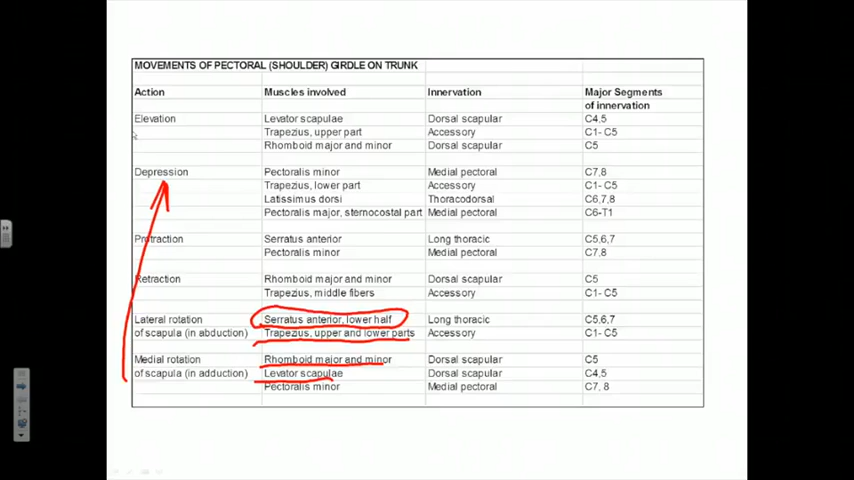 MOVEMENTS OF PECTORAL (SHOULDER) GIRDLE ON TRUNK
Action Muscles involved Innervation Major Segments
of innervation
Elevation Levator scapulae Dorsal scapular C4,5
Trapezius, upper part Accessory C1- C5
Rhomboid major and minor Dorsal scapular C5
Depression Pectoralis minor Medial pectoral C7,8
Trapezius, lower part Accessory C1- C5
Latissimus dorsi Thoracodorsal C6,7,8
Pectoralis major, sternocostal part Medial pectoral C6-T1
Protraction Serratus anterior Long thoracic C5,6,7
Pectoralis minor Medial pectoral C7,8
Retraction Rhomboid major and minor Dorsal scapular C5
Trapezius, middle fibers Accessory C1- C5
Lateral rotation Serratus anterior, lower half Long thoracic C5,6,7
of scapula (in abduction) Trapezius, upper and lower parts Accessory C1- C5
Medial rotation Rhomboid major and minor Dorsal scapular C5
of scapula (in adduction) Levator scapulae Dorsal scapular C4,5
Pectoralis minor Medial pectoral C7, 8